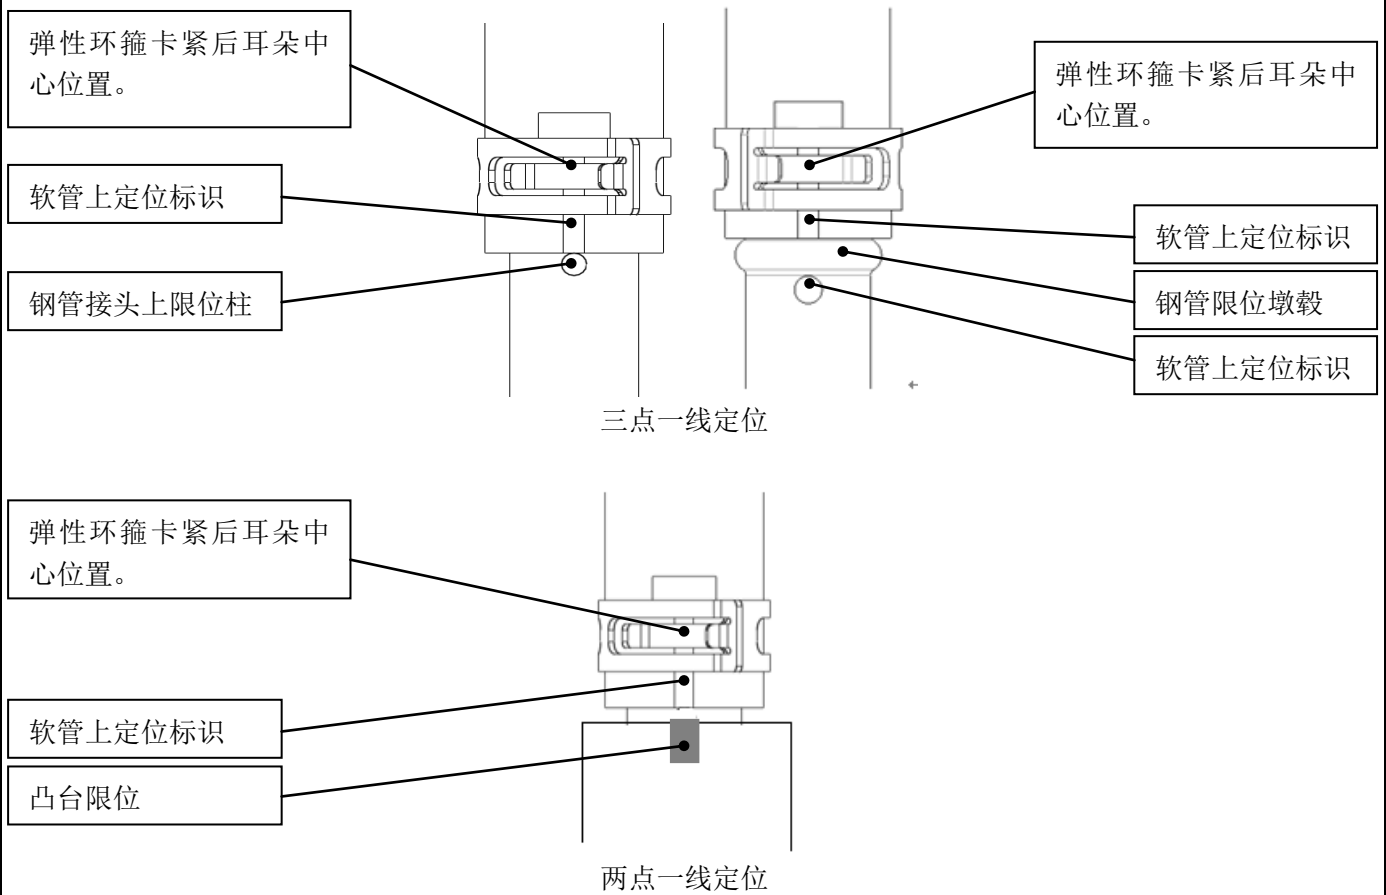 弹性环箍卡紧后耳朵中
心位置。
软管上定位标识
钢管接头上限位柱
弹性环箍卡紧后耳朵中
心位置。
软管上定位标识
钢管限位墩毂
软管上定位标识
三点一线定位
弹性环箍卡紧后耳朵中
心位置。
软管上定位标识
凸台限位
两点一线定位